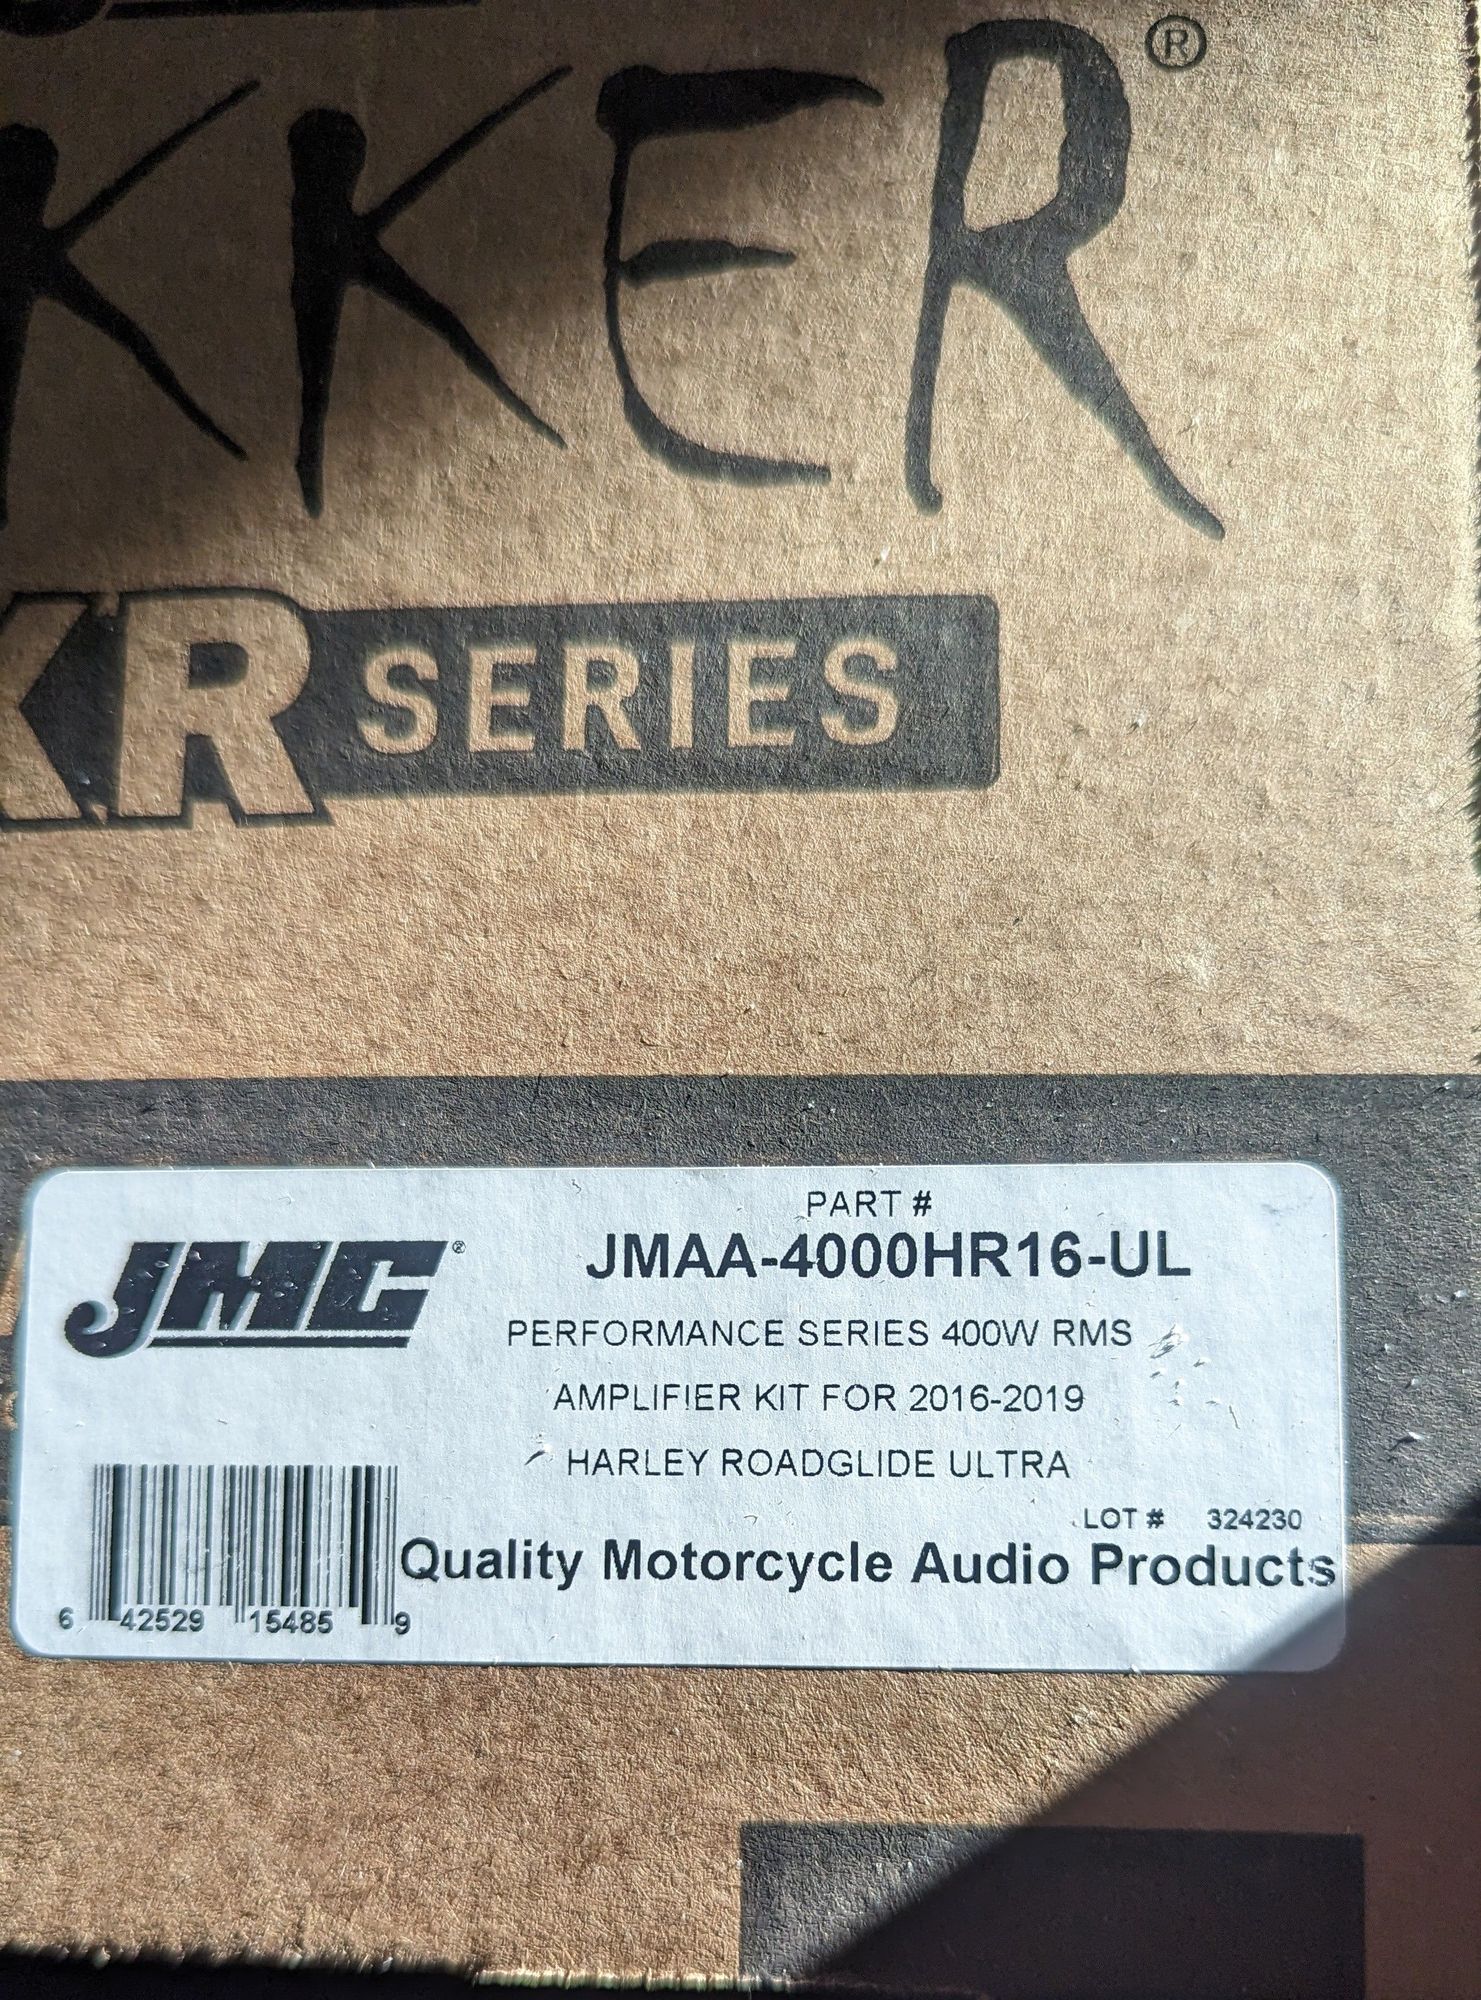 KKER®
XR SERIES
PART #
JMAA-4000HR16-UL
JMC®
PERFORMANCE SERIES 400W RMS
AMPLIFIER KIT FOR 2016-2019
HARLEY ROADGLIDE ULTRA
LOT # 324230
Quality Motorcycle Audio Products
6 42529 15485 9